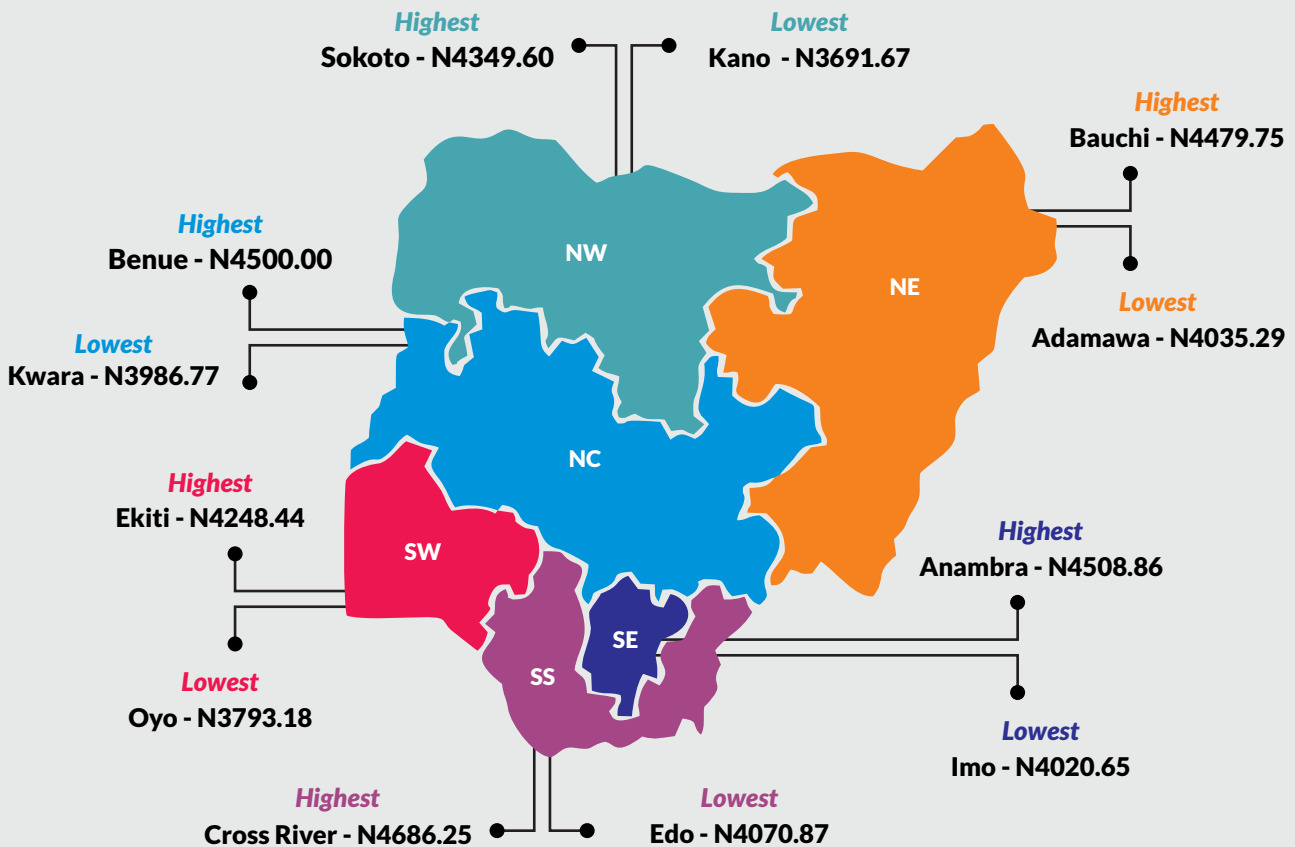 Highest
Sokoto - N4349.60
Lowest
Kano - N3691.67
Highest
Bauchi - N4479.75
Lowest
Adamawa - N4035.29
Highest
Benue - N4500.00
Lowest
Kwara - N3986.77
NW
NE
NC
SW
SE
SS
Highest
Ekiti - N4248.44
Lowest
Oyo - N3793.18
Highest
Anambra - N4508.86
Lowest
Imo - N4020.65
Highest
Cross River - N4686.25
Lowest
Edo - N4070.87